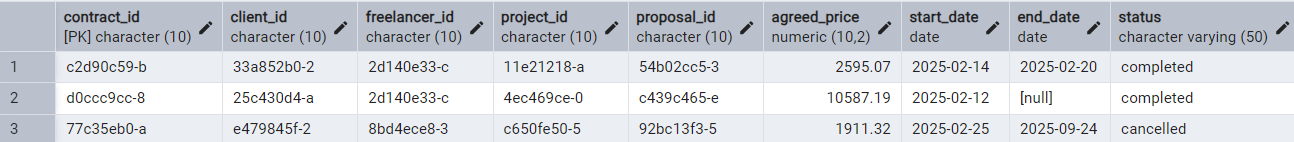 contract_id client_id freelancer_id project_id proposal_id agreed_price start_date end_date status
[PK] character (10) character (10) character (10) character (10) character (10) numeric (10,2) date date character varying (50)
1 c2d90c59-b 33a852b0-2 2d140e33-c 11e21218-a 54b02cc5-3 2595.07 2025-02-14 2025-02-20 completed
2 d0ccc9cc-8 25c430d4-a 2d140e33-c 4ec469ce-0 c439c465-e 10587.19 2025-02-12 [null] completed
3 77c35eb0-a e479845f-2 8bd4ece8-3 c650fe50-5 92bc13f3-5 1911.32 2025-02-25 2025-09-24 cancelled